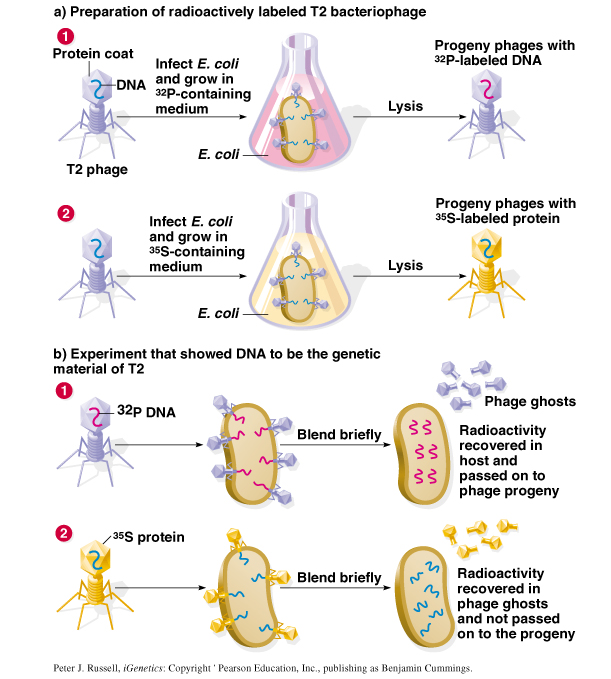 a) Preparation of radioactively labeled T2 bacteriophage
1
Protein coat
DNA
T2 phage
Infect E. coli
and grow in
32P-containing
medium
E. coli
Lysis
Progeny phages with
32P-labeled DNA
2
Infect E. coli
and grow in
35S-containing
medium
E. coli
Lysis
Progeny phages with
35S-labeled protein
b) Experiment that showed DNA to be the genetic
material of T2
1
32P DNA
Blend briefly
Phage ghosts
Radioactivity
recovered in
host and
passed on to
phage progeny
2
35S protein
Blend briefly
Radioactivity
recovered in
phage ghosts
and not passed
on to the progeny
Peter J. Russell, iGenetics: Copyright ' Pearson Education, Inc., publishing as Benjamin Cummings.